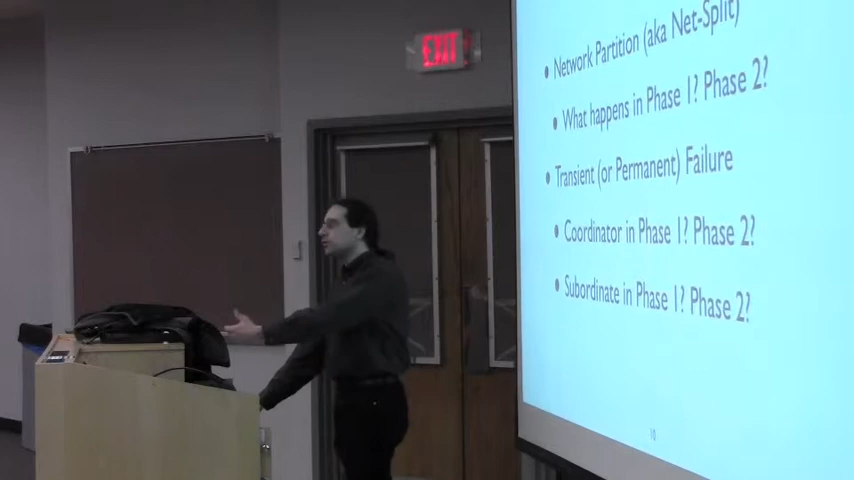 EXIT
• Network Partition (aka Net-Split)
• What happens in Phase 1? Phase 2?
• Transient (or Permanent) Failure
• Coordinator in Phase 1? Phase 2?
• Subordinate in Phase 1? Phase 2?
10